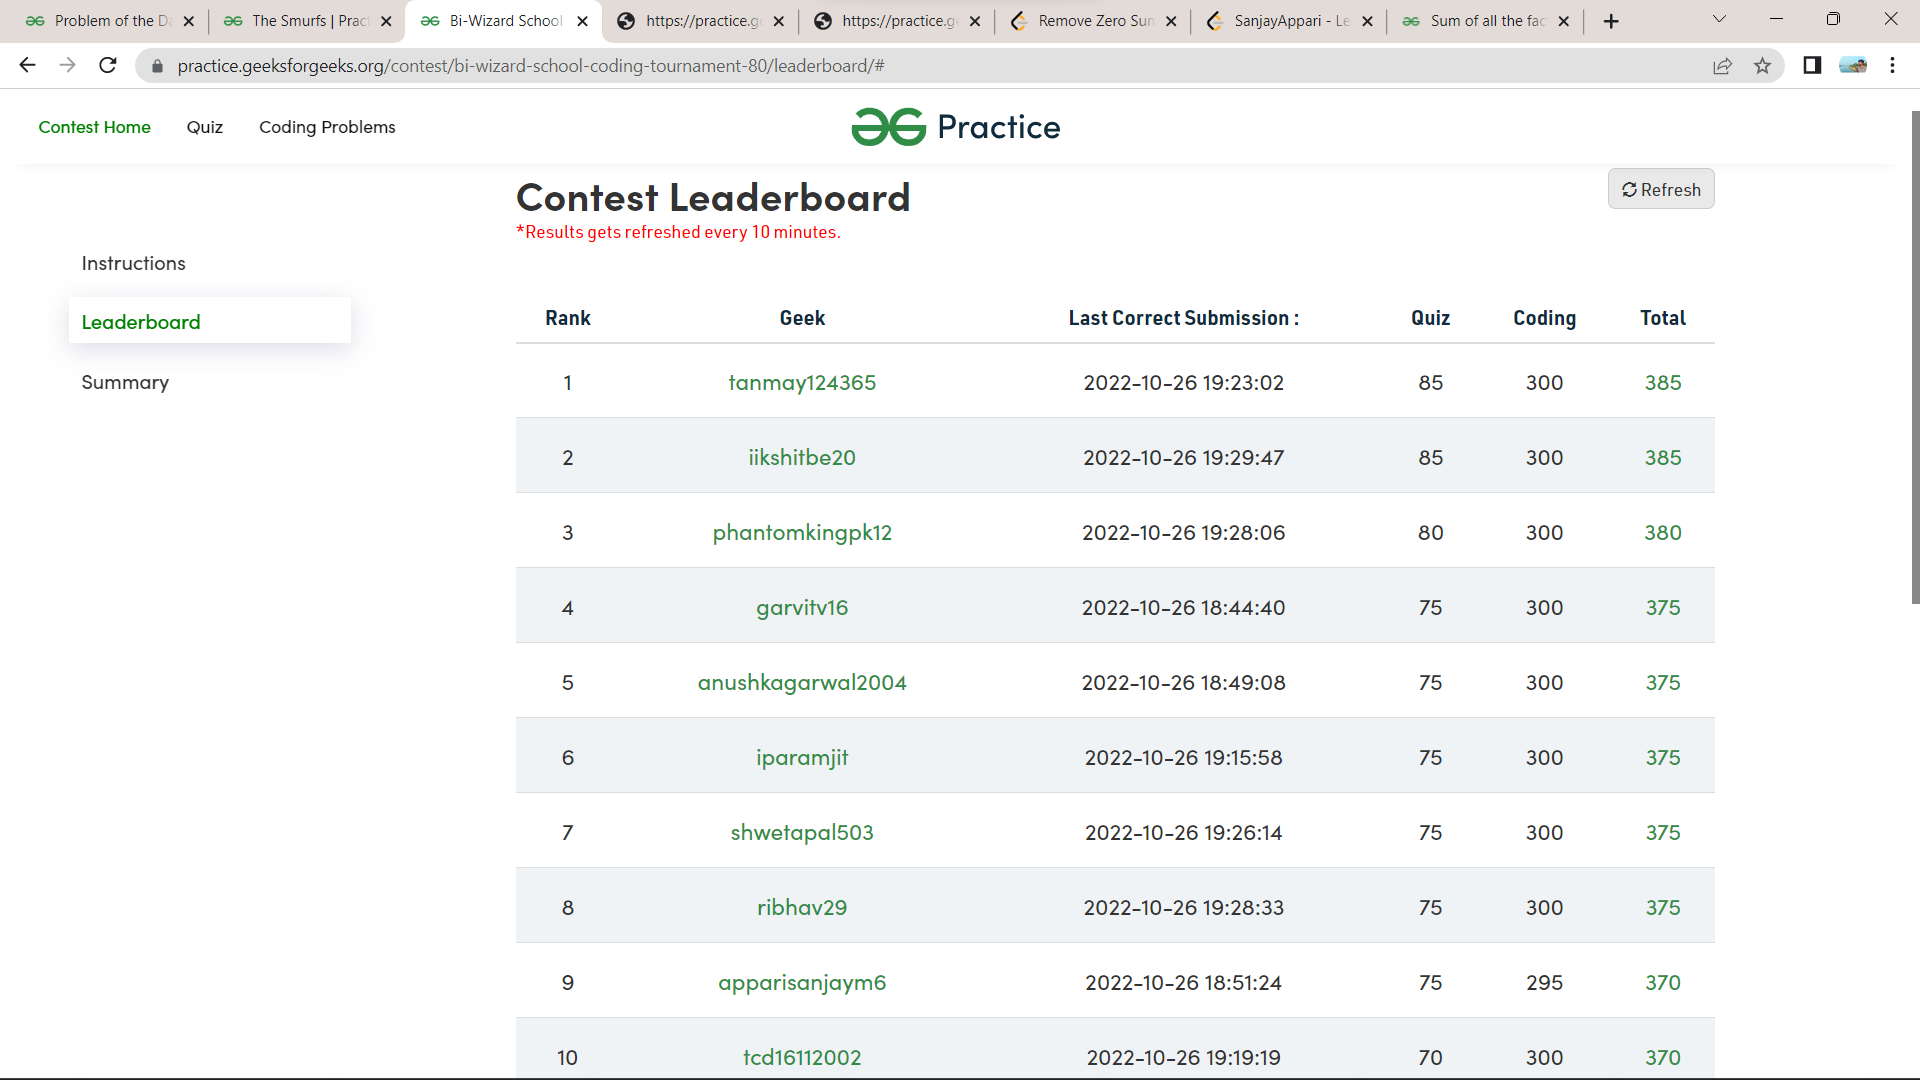 Problem of the Da
The Smurfs | Pract
Bi-Wizard School
https://practice.ge
https://practice.ge
Remove Zero Sum
SanjayAppari - Le
Sum of all the fac
practice.geeksforgeeks.org/contest/bi-wizard-school-coding-tournament-80/leaderboard/#
Contest Home Quiz Coding Problems
Practice
Contest Leaderboard
Refresh
*Results gets refreshed every 10 minutes.
Instructions
Leaderboard
Summary
Rank Geek Last Correct Submission : Quiz Coding Total
1 tanmay124365 2022-10-26 19:23:02 85 300 385
2 iikshitbe20 2022-10-26 19:29:47 85 300 385
3 phantomkingpk12 2022-10-26 19:28:06 80 300 380
4 garvitv16 2022-10-26 18:44:40 75 300 375
5 anushkagarwal2004 2022-10-26 18:49:08 75 300 375
6 iparamjit 2022-10-26 19:15:58 75 300 375
7 shwetapal503 2022-10-26 19:26:14 75 300 375
8 ribhav29 2022-10-26 19:28:33 75 300 375
9 apparisanjaym6 2022-10-26 18:51:24 75 295 370
10 tcd16112002 2022-10-26 19:19:19 70 300 370